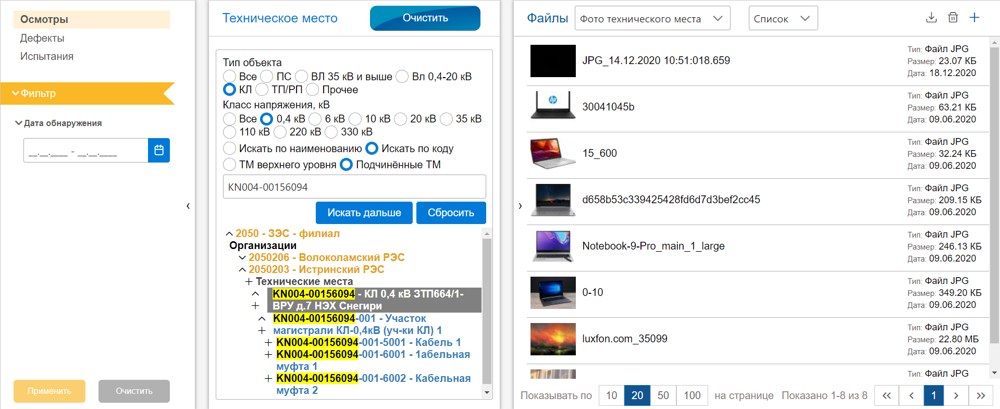 Осмотры
Дефекты
Испытания
Фильтр
Дата обнаружения
__.__.____ - __.__.____
Применить
Очистить
Техническое место
Очистить
Тип объекта
Все ПС ВЛ 35 кВ и выше Вл 0,4-20 кВ
КЛ ТП/РП Прочее
Класс напряжения, кВ
Все 0,4 кВ 6 кВ 10 кВ 20 кВ 35 кВ
110 кВ 220 кВ 330 кВ
Искать по наименованию Искать по коду
ТМ верхнего уровня Подчинённые ТМ
KN004-00156094
Искать дальше
Сбросить
2050 - ЗЭС - филиал
Организации
2050206 - Волоколамский РЭС
2050203 - Истринский РЭС
Технические места
KN004-00156094 - КЛ 0,4 кВ ЗТП664/1-
ВРУ д.7 НЭХ Снегири
KN004-00156094-001 - Участок
магистрали КЛ-0,4кВ (уч-ки КЛ) 1
KN004-00156094-001-5001 - Кабель 1
KN004-00156094-001-6001 - 1абельная
муфта 1
KN004-00156094-001-6002 - Кабельная
муфта 2
Файлы
Фото технического места
Список
JPG_14.12.2020 10:51:018.659
Тип: Файл JPG
Размер: 23.07 КБ
Дата: 18.12.2020
hp
30041045b
Тип: Файл JPG
Размер: 63.21 КБ
Дата: 09.06.2020
15_600
Тип: Файл JPG
Размер: 32.24 КБ
Дата: 09.06.2020
d658b53c339425428fd6d7d3bef2cc45
Тип: Файл JPG
Размер: 209.15 КБ
Дата: 09.06.2020
Notebook-9-Pro_main_1_large
Тип: Файл JPG
Размер: 246.13 КБ
Дата: 09.06.2020
0-10
Тип: Файл JPG
Размер: 349.20 КБ
Дата: 09.06.2020
luxfon.com_35099
Тип: Файл JPG
Размер: 22.80 МБ
Дата: 09.06.2020
Тип: Файл JPG
Показывать по 10 20 50 100 на странице Показано 1-8 из 8 « ‹ 1 › »